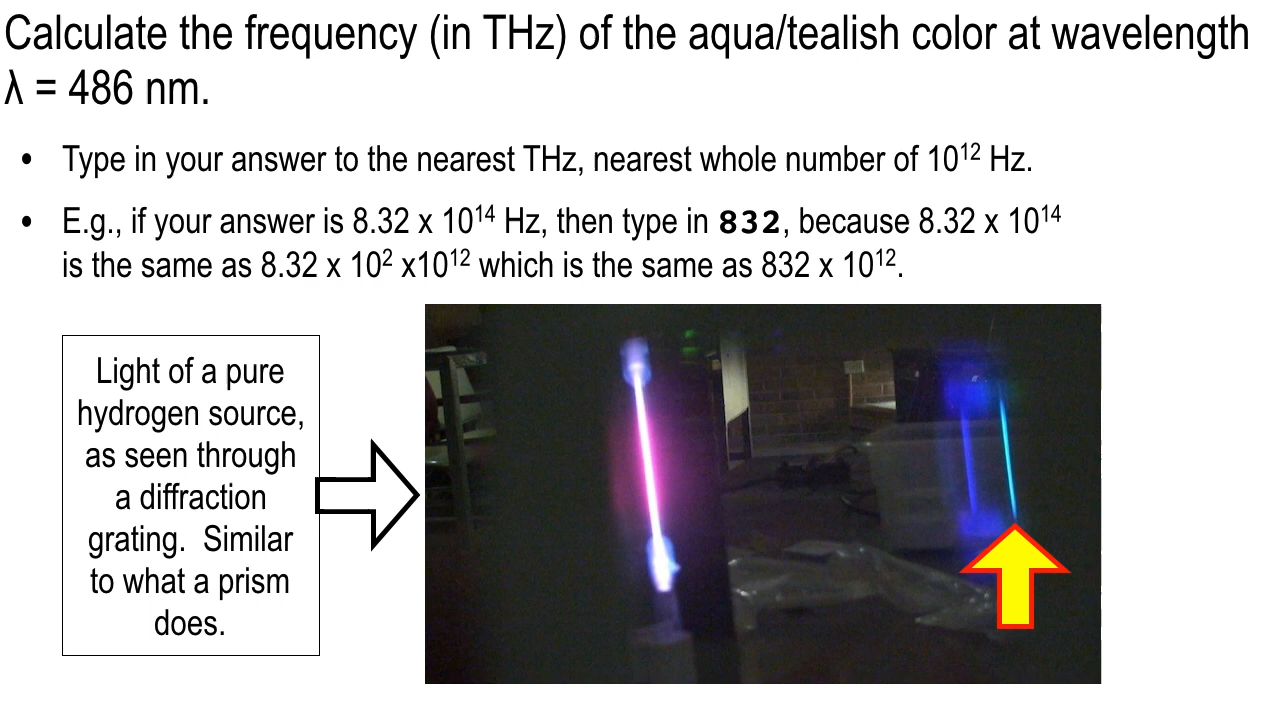 Calculate the frequency (in THz) of the aqua/tealish color at wavelength
λ = 486 nm.
• Type in your answer to the nearest THz, nearest whole number of 10¹² Hz.
• E.g., if your answer is 8.32 x 10¹⁴ Hz, then type in 832, because 8.32 x 10¹⁴
is the same as 8.32 x 10² x10¹² which is the same as 832 x 10¹².
Light of a pure
hydrogen source,
as seen through
a diffraction
grating.  Similar
to what a prism
does.